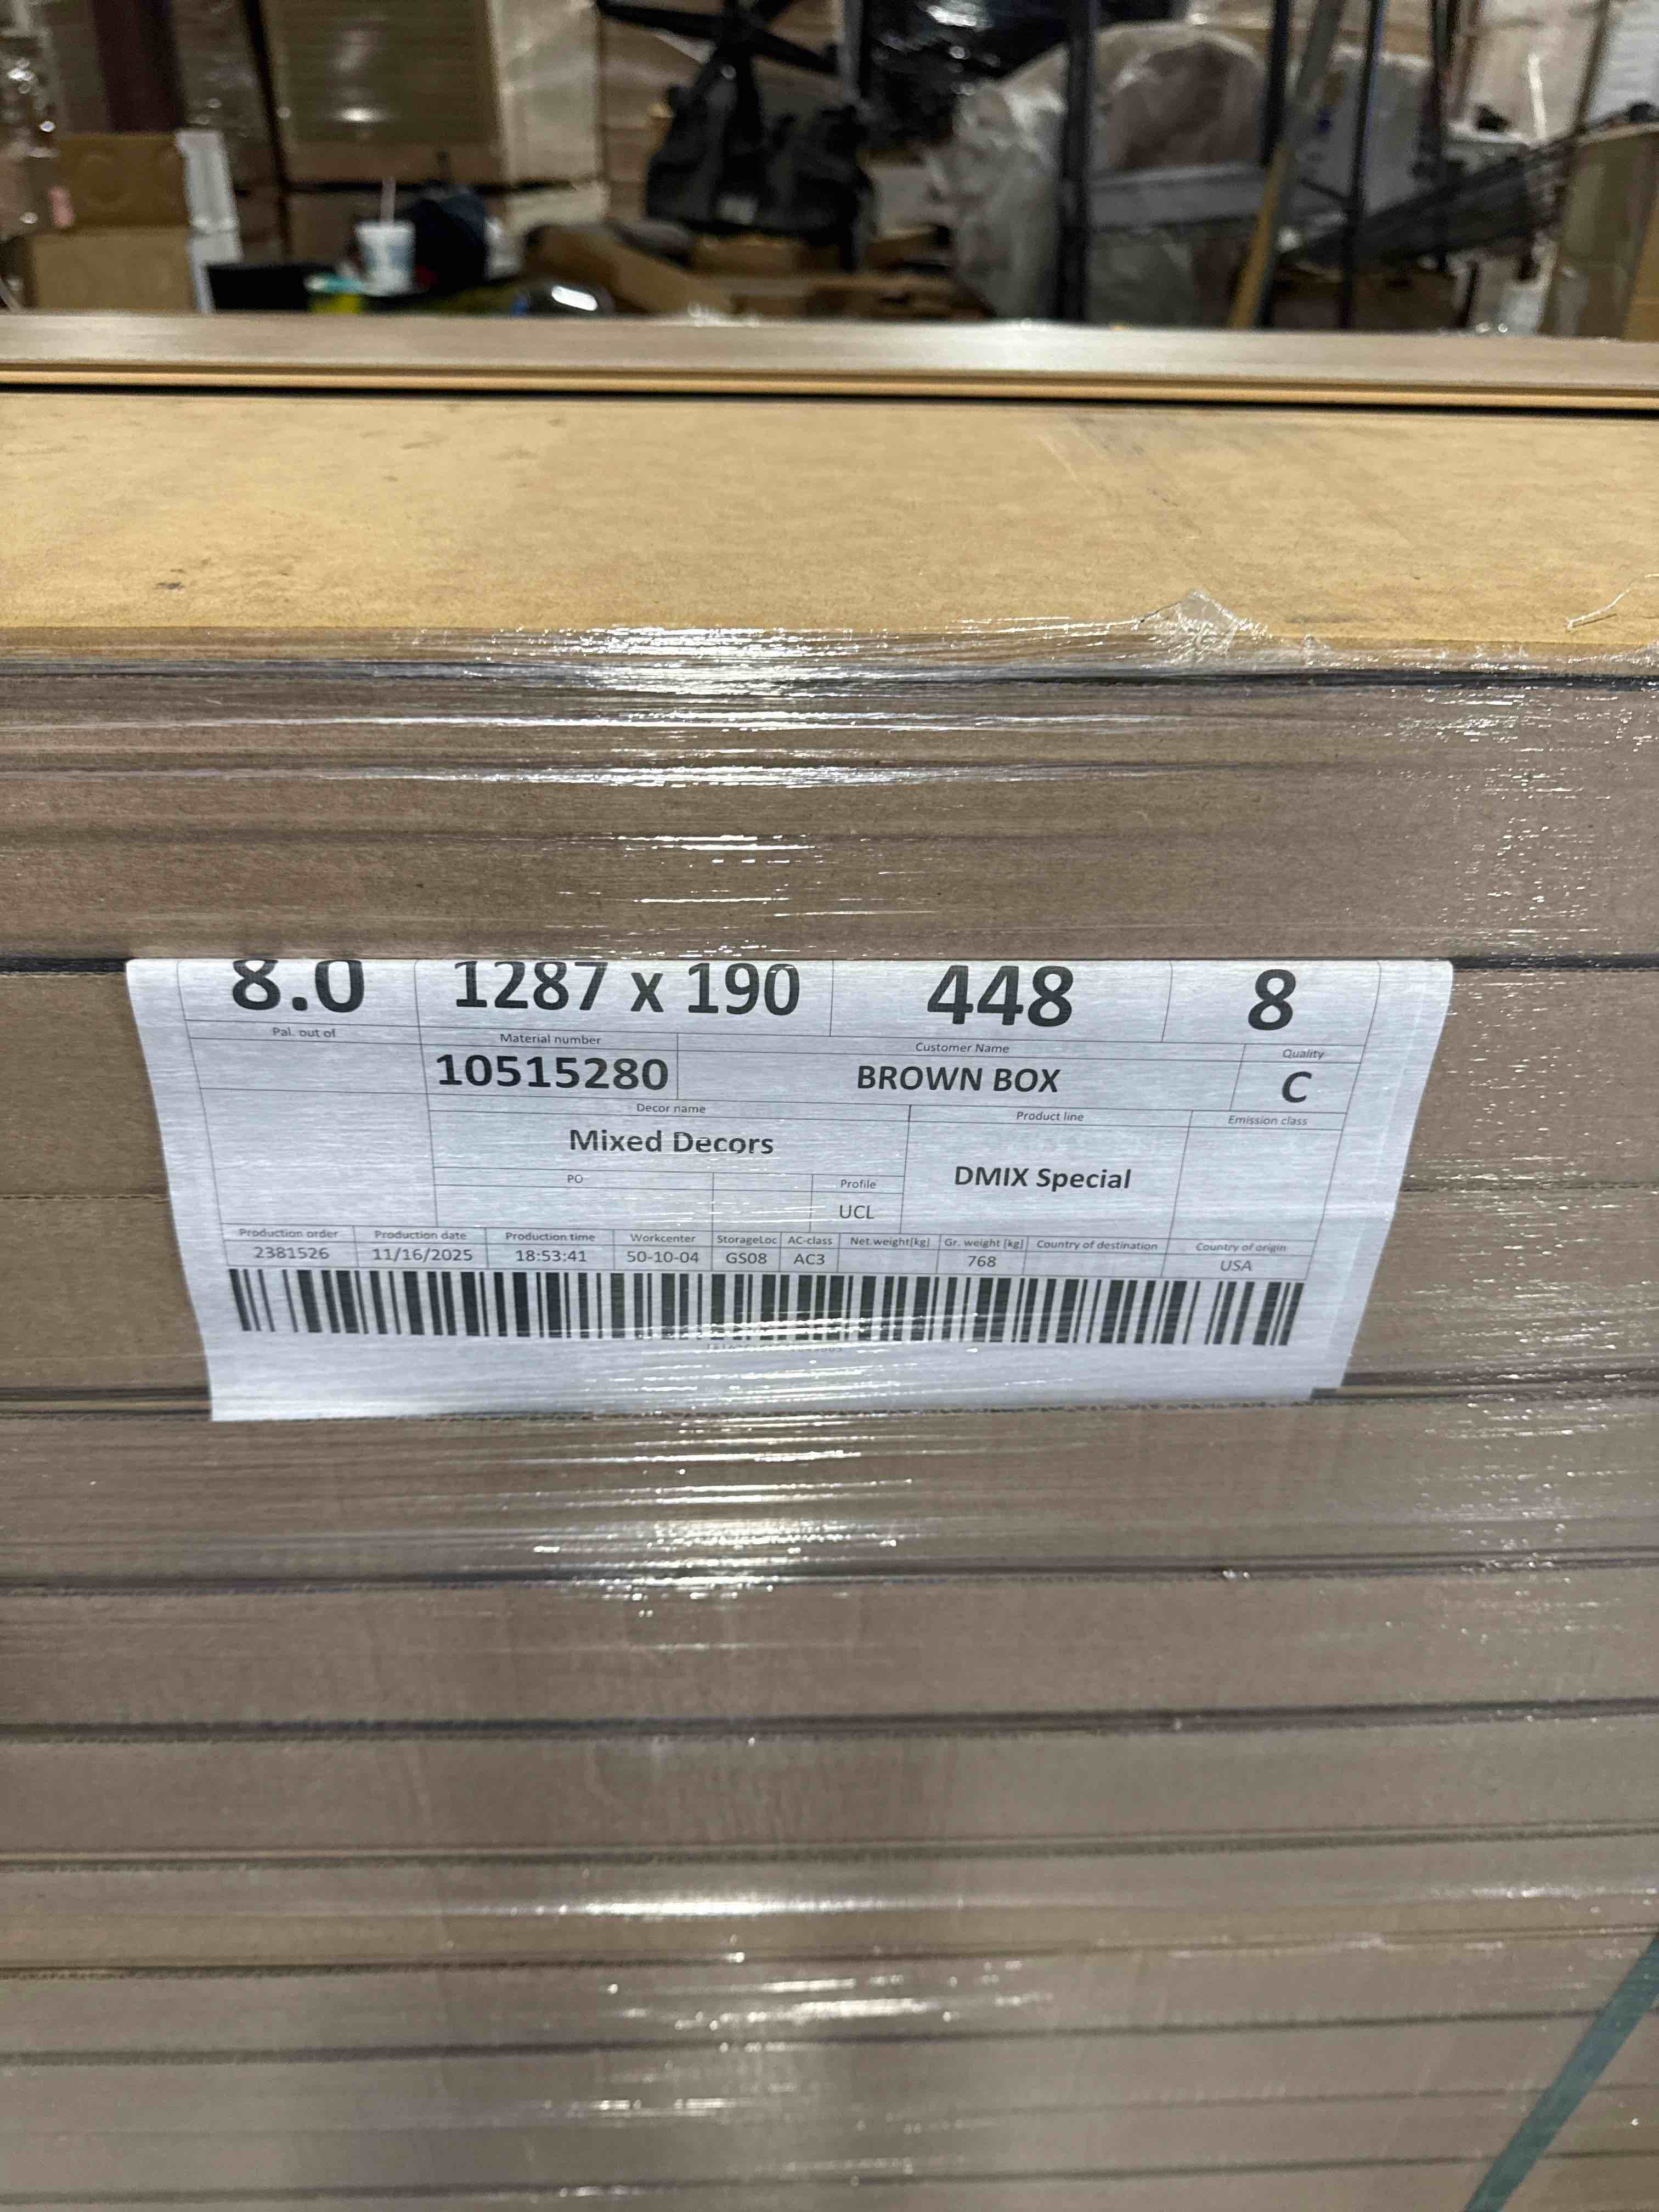 8.0 1287 x 190 448 8
Pal. out of Material number Customer Name Quality
10515280 BROWN BOX C
Decor name Product line Emission class
Mixed Decors DMIX Special
PO Profile
UCL
Production order Production date Production time Workcenter StorageLoc AC-class Net.weight[kg] Gr. weight [kg] Country of destination Country of origin
2381526 11/16/2025 18:53:41 50-10-04 GS08 AC3 768 USA